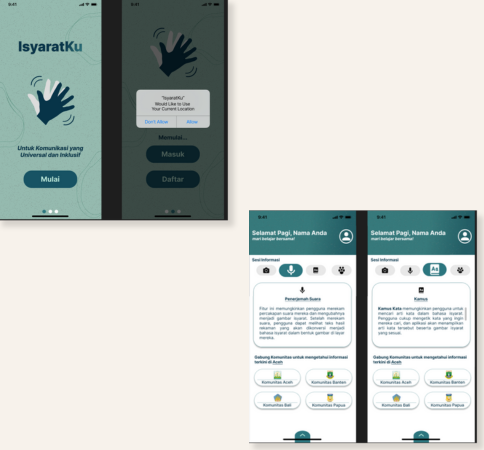 9:41
IsyaratKu
Untuk Komunikasi yang
Universal dan Inklusif
Mulai
9:41
"IsyaratKu"
Would Like to Use
Your Current Location
Don't Allow
Allow
Memulai...
Masuk
Daftar
9:41
Selamat Pagi, Nama Anda
mari belajar bersama!
Sesi Informasi
Penerjemah Suara
Fitur ini memungkinkan pengguna merekam
percakapan suara mereka dan mengubahnya
menjadi gambar isyarat. Setelah merekam
suara, pengguna dapat melihat teks hasil
rekaman yang akan dikonversi menjadi
bahasa isyarat dalam bentuk gambar di layar
mereka.
Gabung Komunitas untuk mengetahui informasi
terkini di Aceh
Komunitas Aceh
Komunitas Banten
Komunitas Bali
Komunitas Papua
9:41
Selamat Pagi, Nama Anda
mari belajar bersama!
Sesi Informasi
Aa
Kamus
Kamus Kata memungkinkan pengguna untuk
mencari arti kata dalam bahasa isyarat.
Pengguna cukup mengetik kata yang ingin
mereka cari, dan aplikasi akan menampilkan
arti kata tersebut beserta gambar isyarat
yang sesuai.
Gabung Komunitas untuk mengetahui informasi
terkini di Aceh
Komunitas Aceh
Komunitas Banten
Komunitas Bali
Komunitas Papua